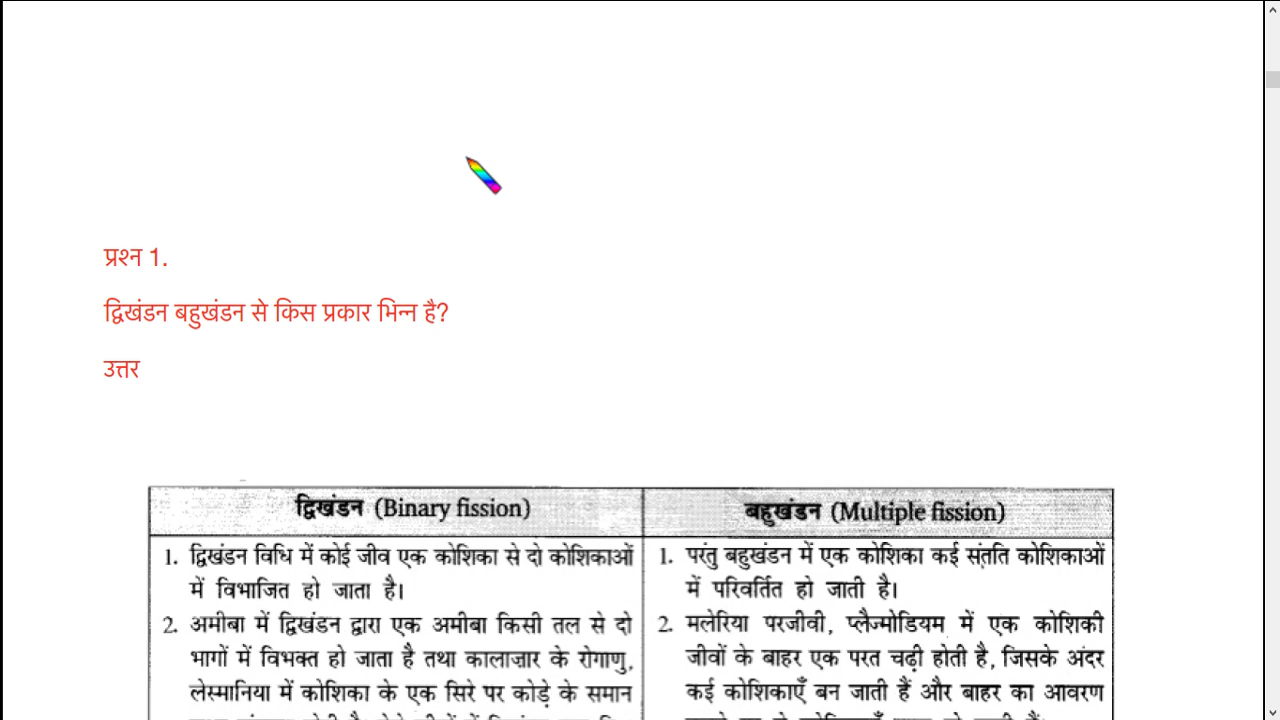 प्रश्न 1.
द्विखंडन बहुखंडन से किस प्रकार भिन्न है?
उत्तर
द्विखंडन (Binary fission)
बहुखंडन (Multiple fission)
1. द्विखंडन विधि में कोई जीव एक कोशिका से दो कोशिकाओं
में विभाजित हो जाता है।
2. अमीबा में द्विखंडन द्वारा एक अमीबा किसी तल से दो
भागों में विभक्त हो जाता है तथा कालाज़ार के रोगाणु,
लेस्मानिया में कोशिका के एक सिरे पर कोड़े के समान
1. परंतु बहुखंडन में एक कोशिका कई संतति कोशिकाओं
में परिवर्तित हो जाती है।
2. मलेरिया परजीवी, प्लैज्मोडियम में एक कोशिकी
जीवों के बाहर एक परत चढ़ी होती है, जिसके अंदर
कई कोशिकाएँ बन जाती हैं और बाहर का आवरण